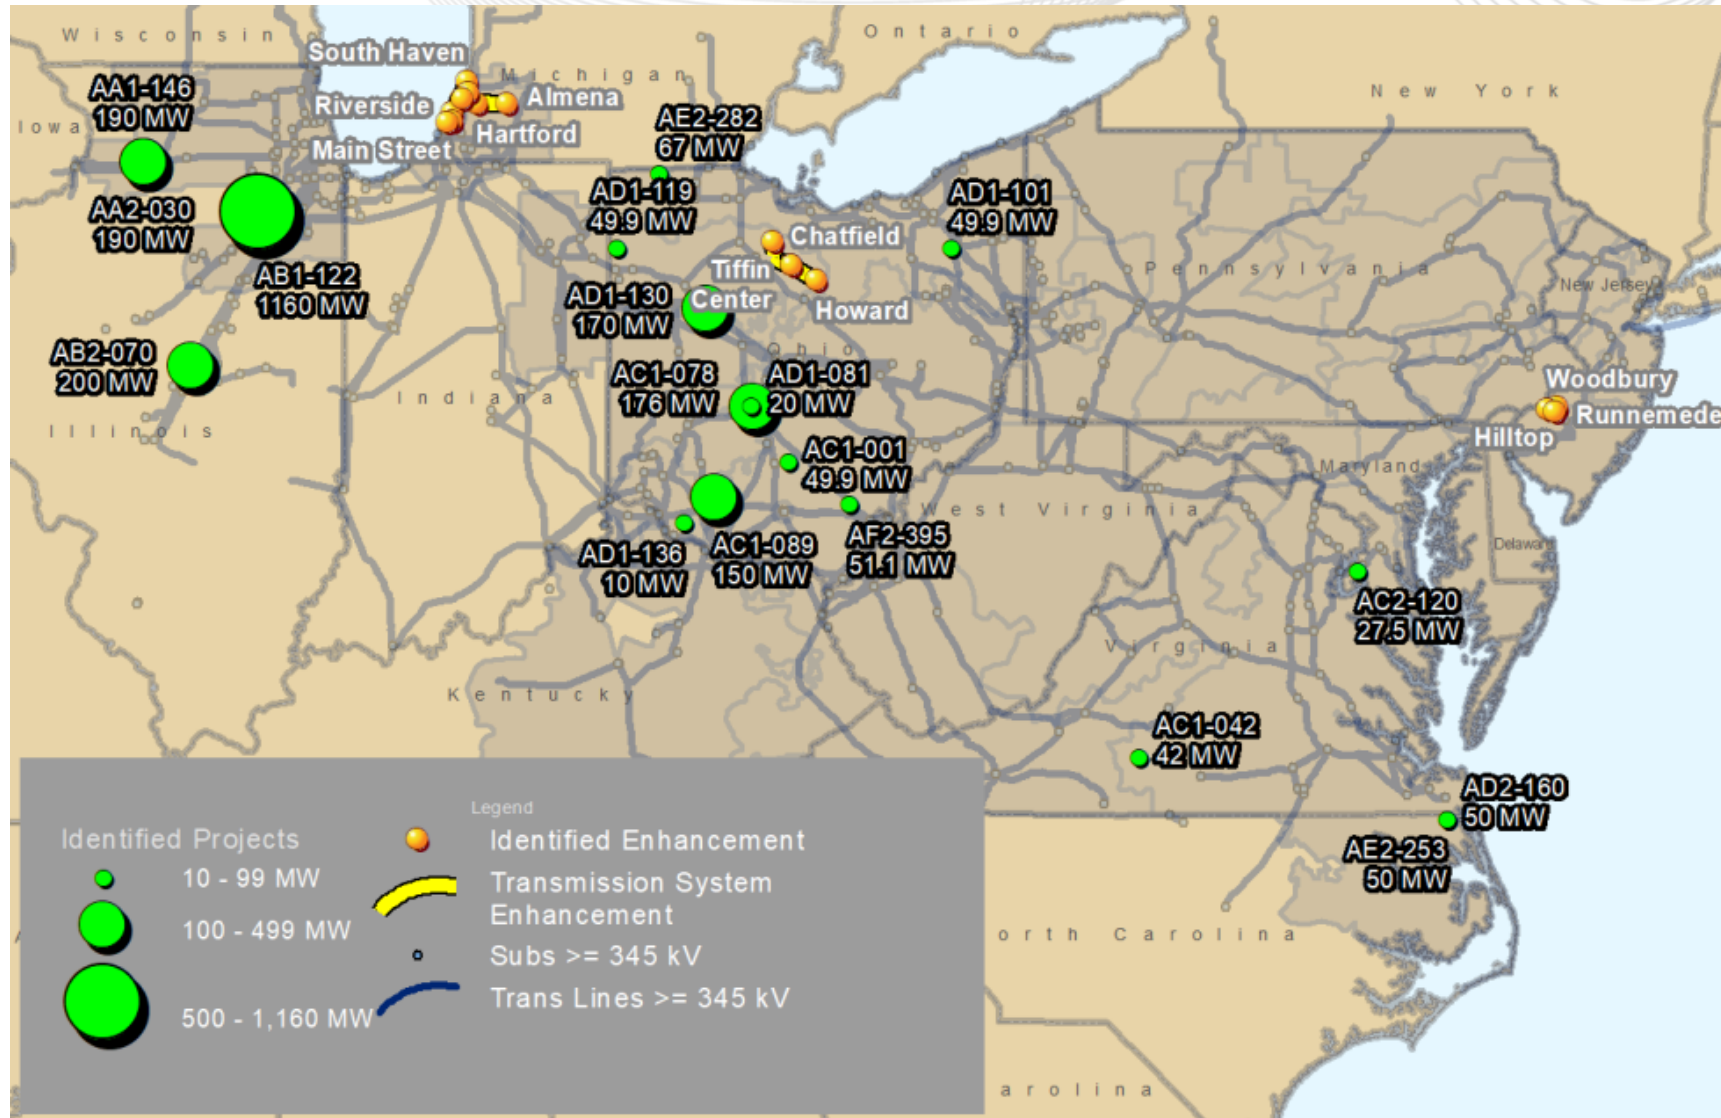 Wisconsin
Ontario
South Haven
Michigan
New York
AA1-146
190 MW
Iowa
Riverside
Almena
Hartford
Main Street
AE2-282
67 MW
AD1-119
49.9 MW
AD1-101
49.9 MW
AA2-030
190 MW
AB1-122
1160 MW
Chatfield
Tiffin
Center
Howard
Pennsylvania
New Jersey
AD1-130
170 MW
Ohio
AB2-070
200 MW
AC1-078
176 MW
AD1-081
20 MW
Indiana
Illinois
Woodbury
Runnemede
Hilltop
AC1-001
49.9 MW
Maryland
West Virginia
AD1-136
10 MW
AC1-089
150 MW
AF2-395
51.1 MW
Delaware
AC2-120
27.5 MW
Virginia
Kentucky
AC1-042
42 MW
AD2-160
50 MW
AE2-253
50 MW
orth Carolina
arolina
Legend
Identified Projects
10 - 99 MW
100 - 499 MW
500 - 1,160 MW
Identified Enhancement
Transmission System
Enhancement
Subs >= 345 kV
Trans Lines >= 345 kV